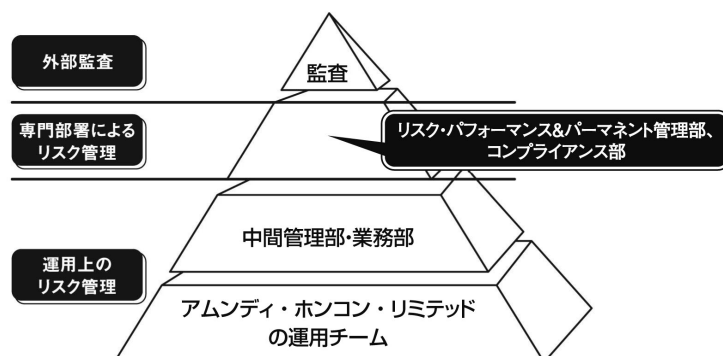 外部監査
監査
専門部署による
リスク管理
リスク・パフォーマンス&パーマネント管理部、
コンプライアンス部
中間管理部・業務部
運用上の
リスク管理
アムンディ・ホンコン・リミテッド
の運用チーム